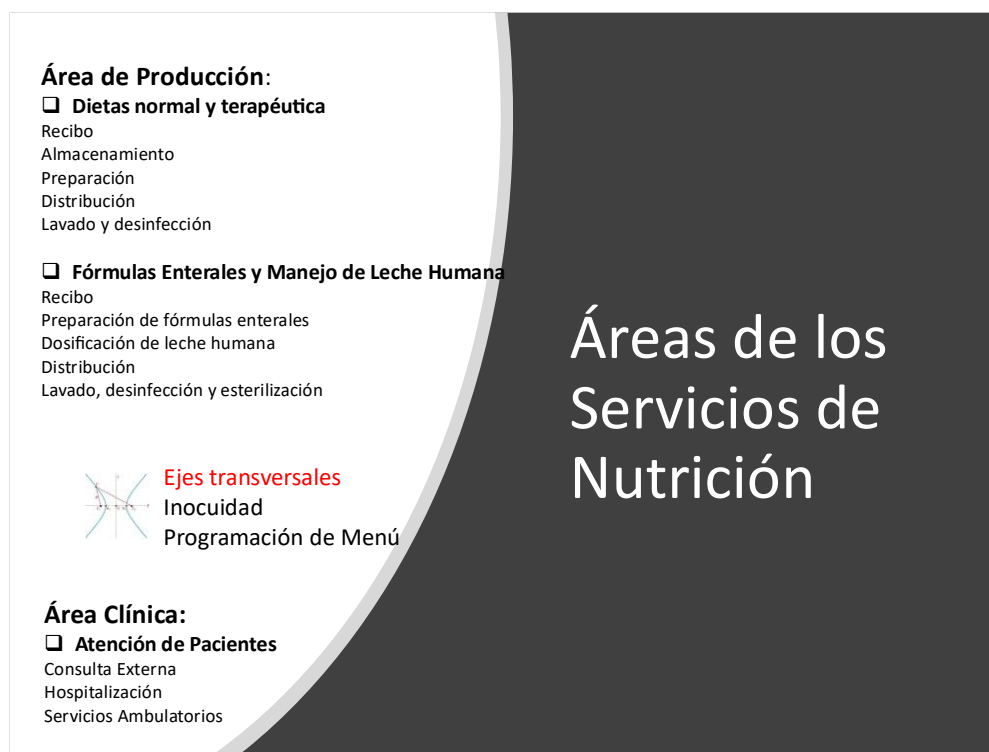 Área de Producción:
❑ Dietas normal y terapéutica
Recibo
Almacenamiento
Preparación
Distribución
Lavado y desinfección
❑ Fórmulas Enterales y Manejo de Leche Humana
Recibo
Preparación de fórmulas enterales
Dosificación de leche humana
Distribución
Lavado, desinfección y esterilización
Ejes transversales
Inocuidad
Programación de Menú
Área Clínica:
❑ Atención de Pacientes
Consulta Externa
Hospitalización
Servicios Ambulatorios
Áreas de los
Servicios de
Nutrición